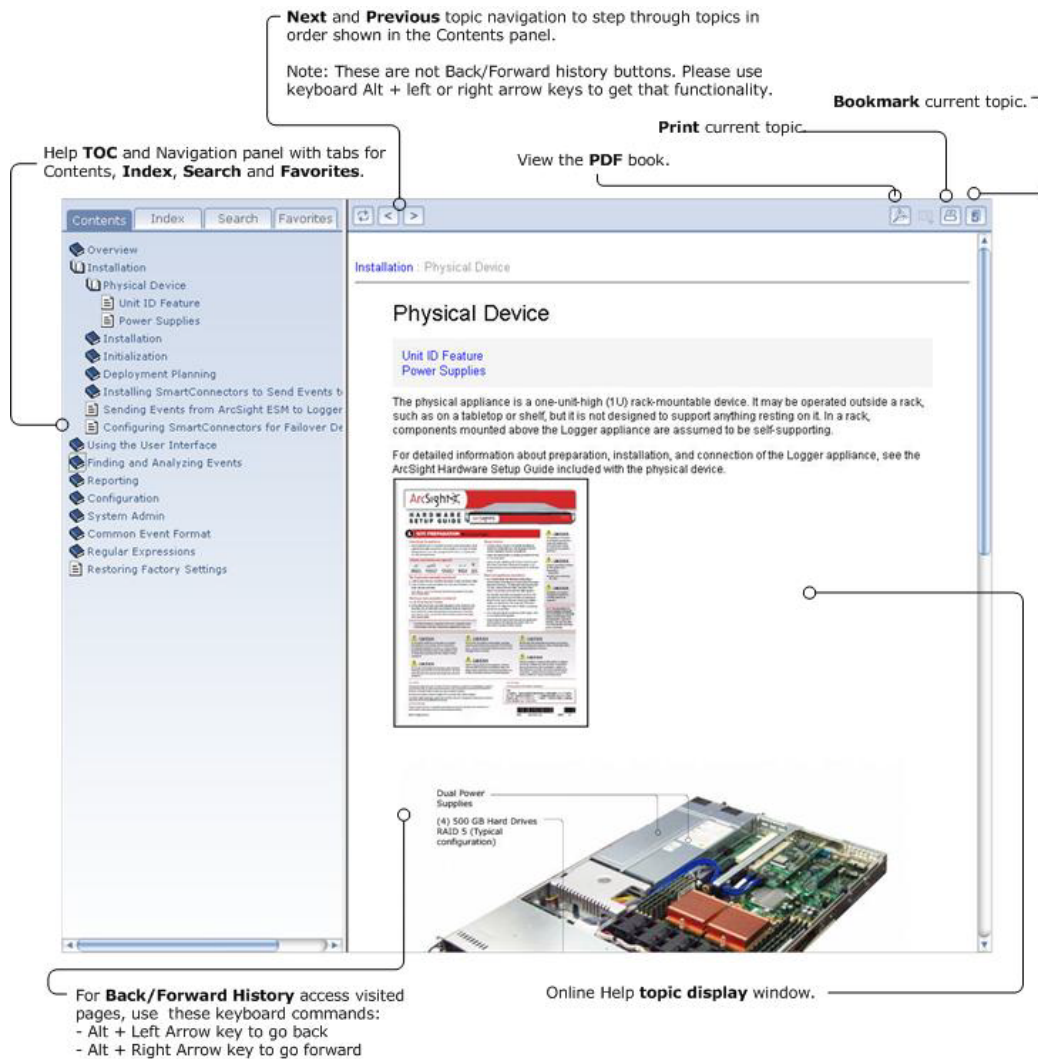 Next and Previous topic navigation to step through topics in
order shown in the Contents panel.
Note: These are not Back/Forward history buttons. Please use
keyboard Alt + left or right arrow keys to get that functionality.
Bookmark current topic.
Print current topic.
Help TOC and Navigation panel with tabs for
Contents, Index, Search and Favorites.
View the PDF book.
Contents
Index
Search
Favorites
<
>
Overview
Installation
Physical Device
Unit ID Feature
Power Supplies
Installation
Initialization
Deployment Planning
Installing SmartConnectors to Send Events t
Sending Events from ArcSight ESM to Logger
Configuring SmartConnectors for Failover De
Using the User Interface
Finding and Analyzing Events
Reporting
Configuration
System Admin
Common Event Format
Regular Expressions
Restoring Factory Settings
Installation : Physical Device
Physical Device
Unit ID Feature
Power Supplies
The physical appliance is a one-unit-high (1U) rack-mountable device. It may be operated outside a rack,
such as on a tabletop or shelf, but it is not designed to support anything resting on it. In a rack,
components mounted above the Logger appliance are assumed to be self-supporting.
For detailed information about preparation, installation, and connection of the Logger appliance, see the
ArcSight Hardware Setup Guide included with the physical device.
ArcSight
HARDWARE
SETUP GUIDE
SITE PREPARATION
Dual Power
Supplies
(4) 500 GB Hard Drives
RAID 5 (Typical
configuration)
For Back/Forward History access visited
pages, use these keyboard commands:
- Alt + Left Arrow key to go back
- Alt + Right Arrow key to go forward
Online Help topic display window.